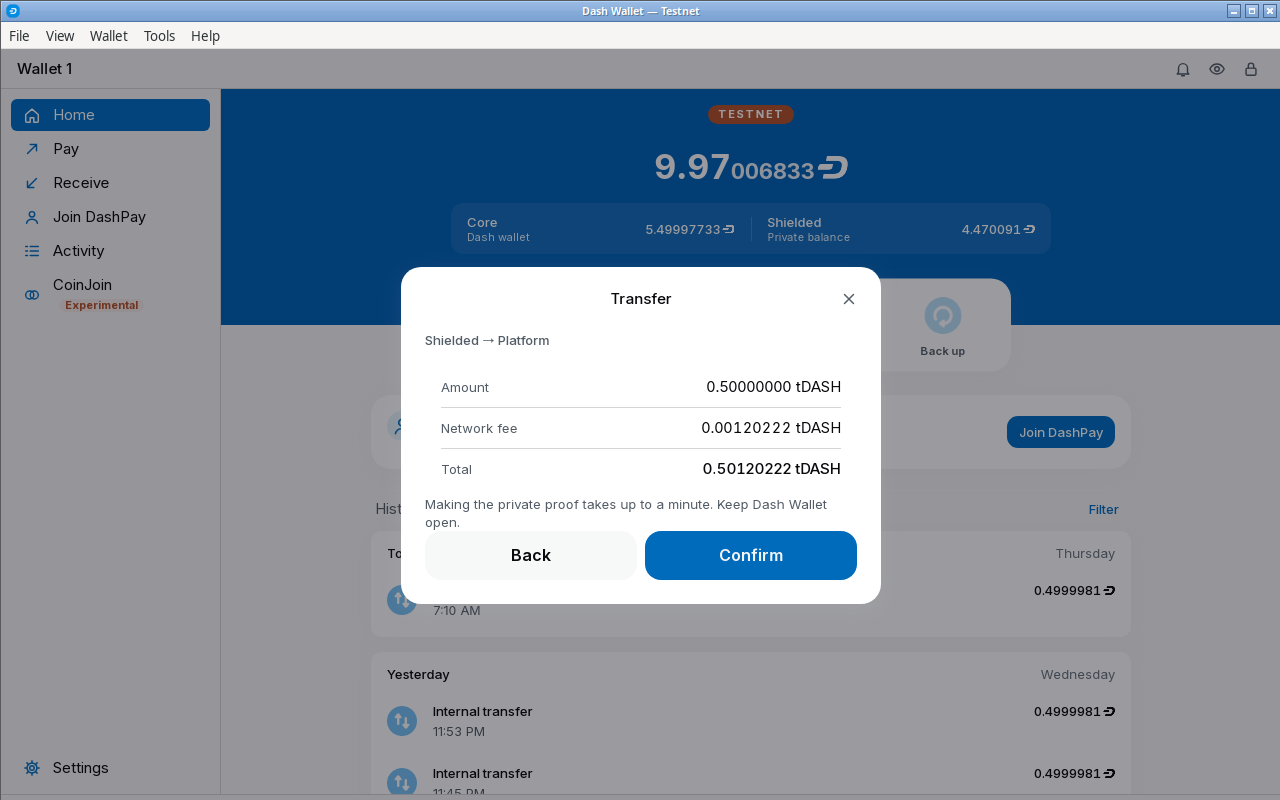 Dash Wallet — Testnet
File View Wallet Tools Help
Wallet 1
Home
Pay
Receive
Join DashPay
Activity
CoinJoin
Experimental
Settings
TESTNET
9.97006833
Core
Dash wallet
5.49997733
Shielded
Private balance
4.470091
Back up
Join DashPay
Transfer
Shielded → Platform
Amount 0.50000000 tDASH
Network fee 0.00120222 tDASH
Total 0.50120222 tDASH
Making the private proof takes up to a minute. Keep Dash Wallet
open.
Back Confirm
Filter
Thursday
0.4999981
7:10 AM
Yesterday Wednesday
Internal transfer 0.4999981
11:53 PM
Internal transfer 0.4999981
11:45 PM